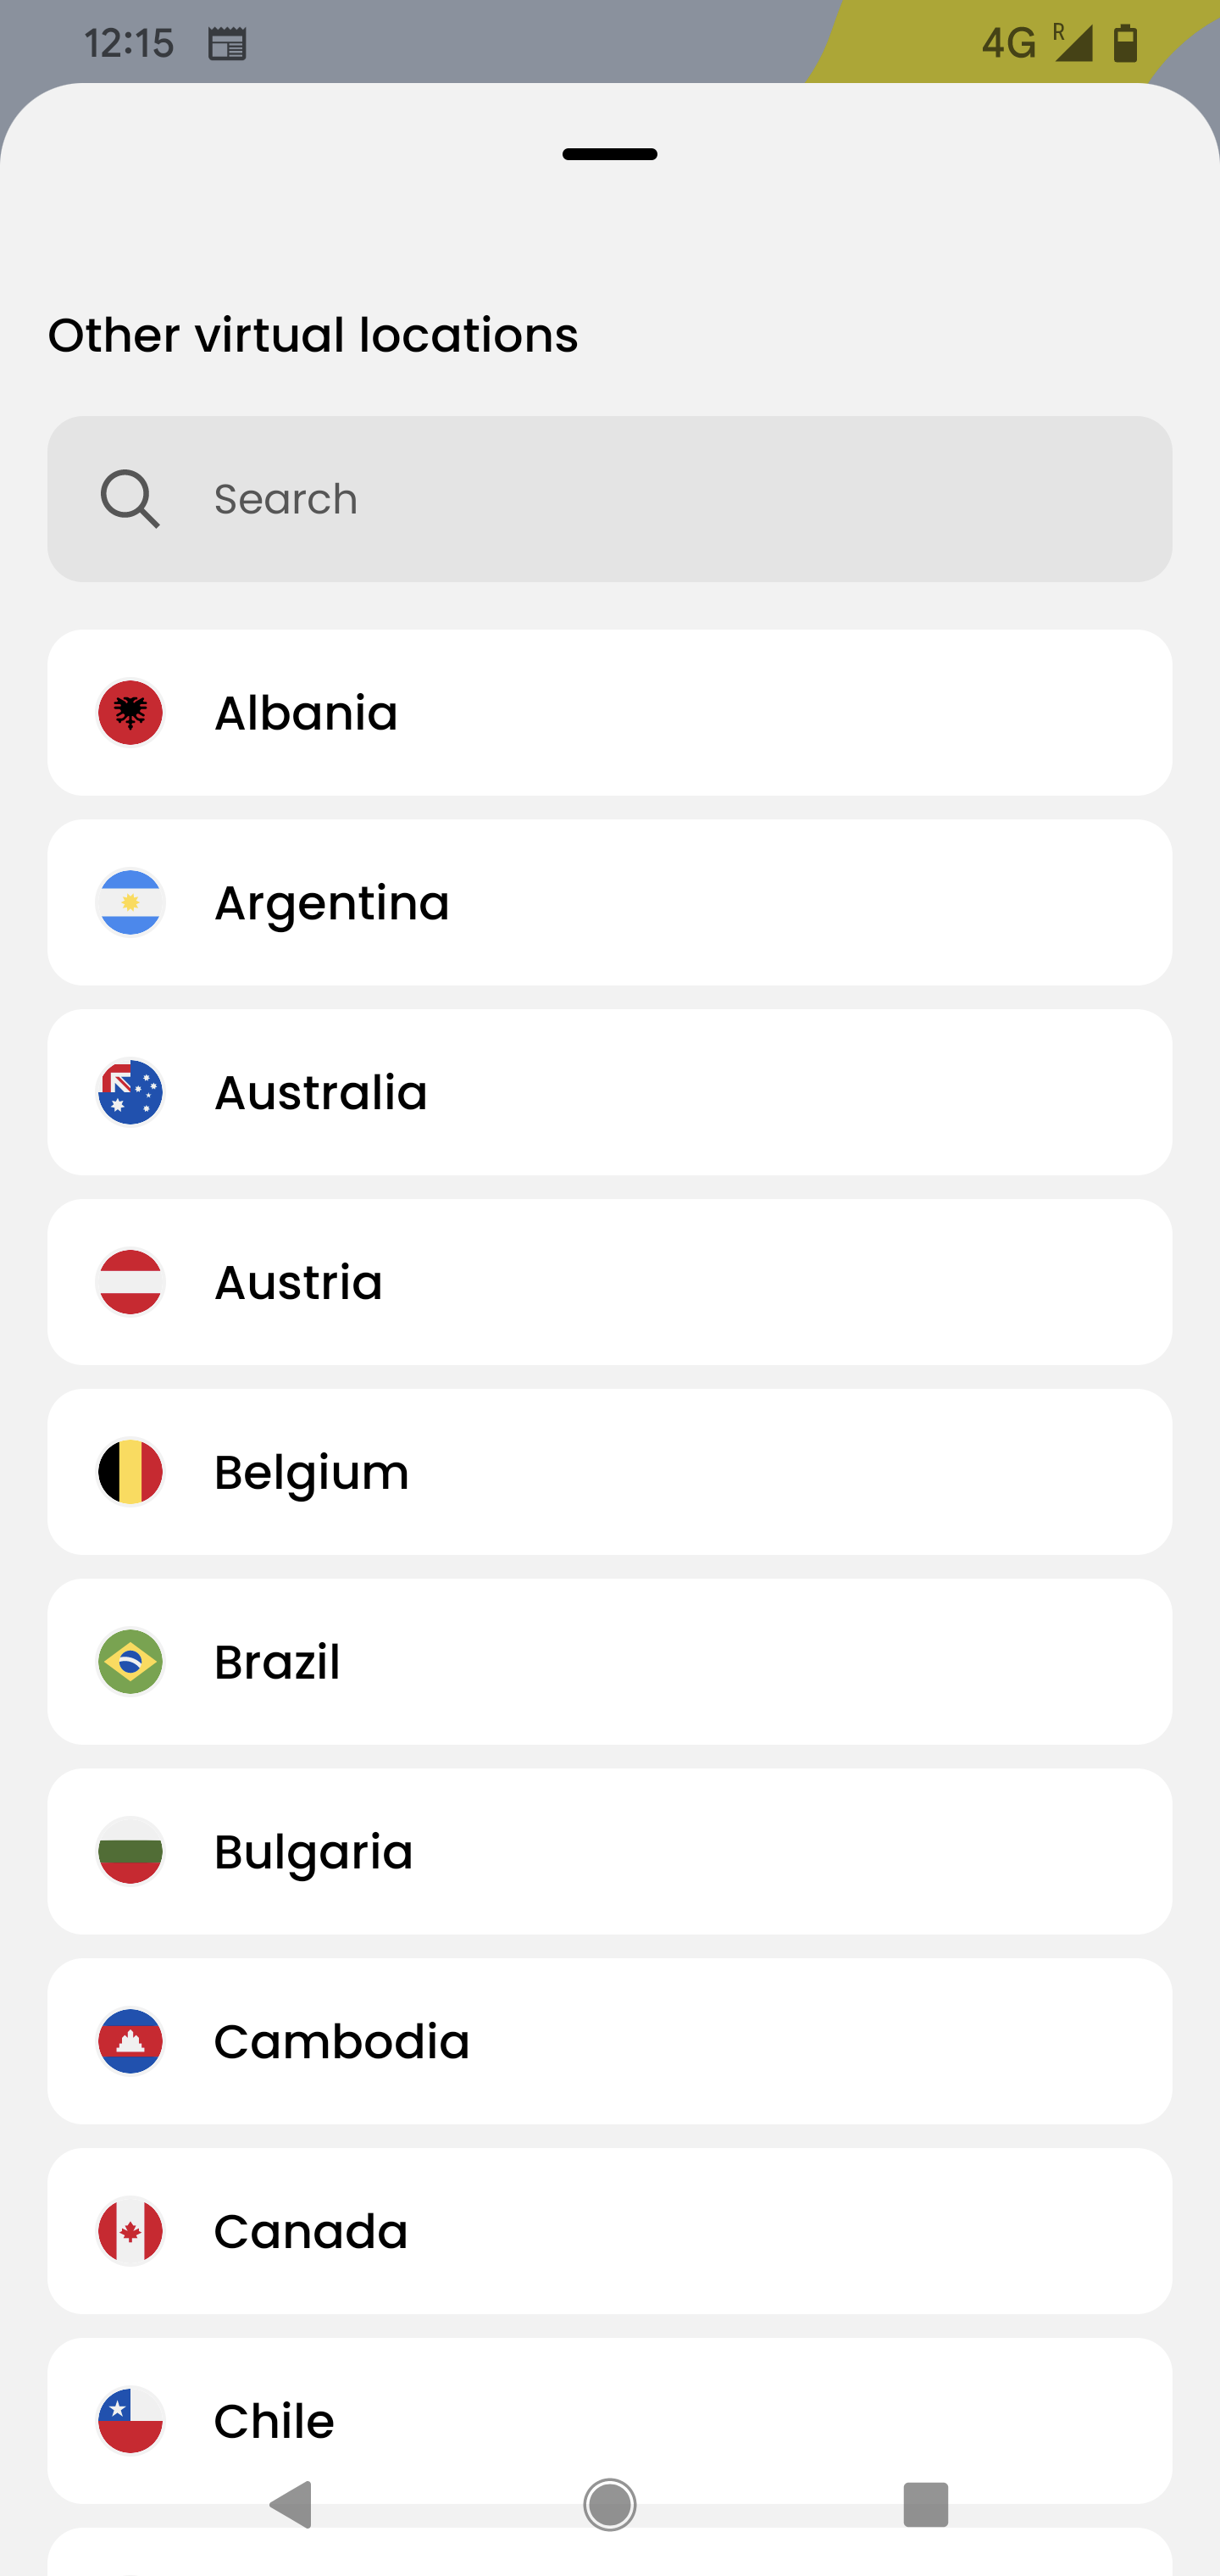 12:15
4G R
Other virtual locations
Search
Albania
Argentina
Australia
Austria
Belgium
Brazil
Bulgaria
Cambodia
Canada
Chile